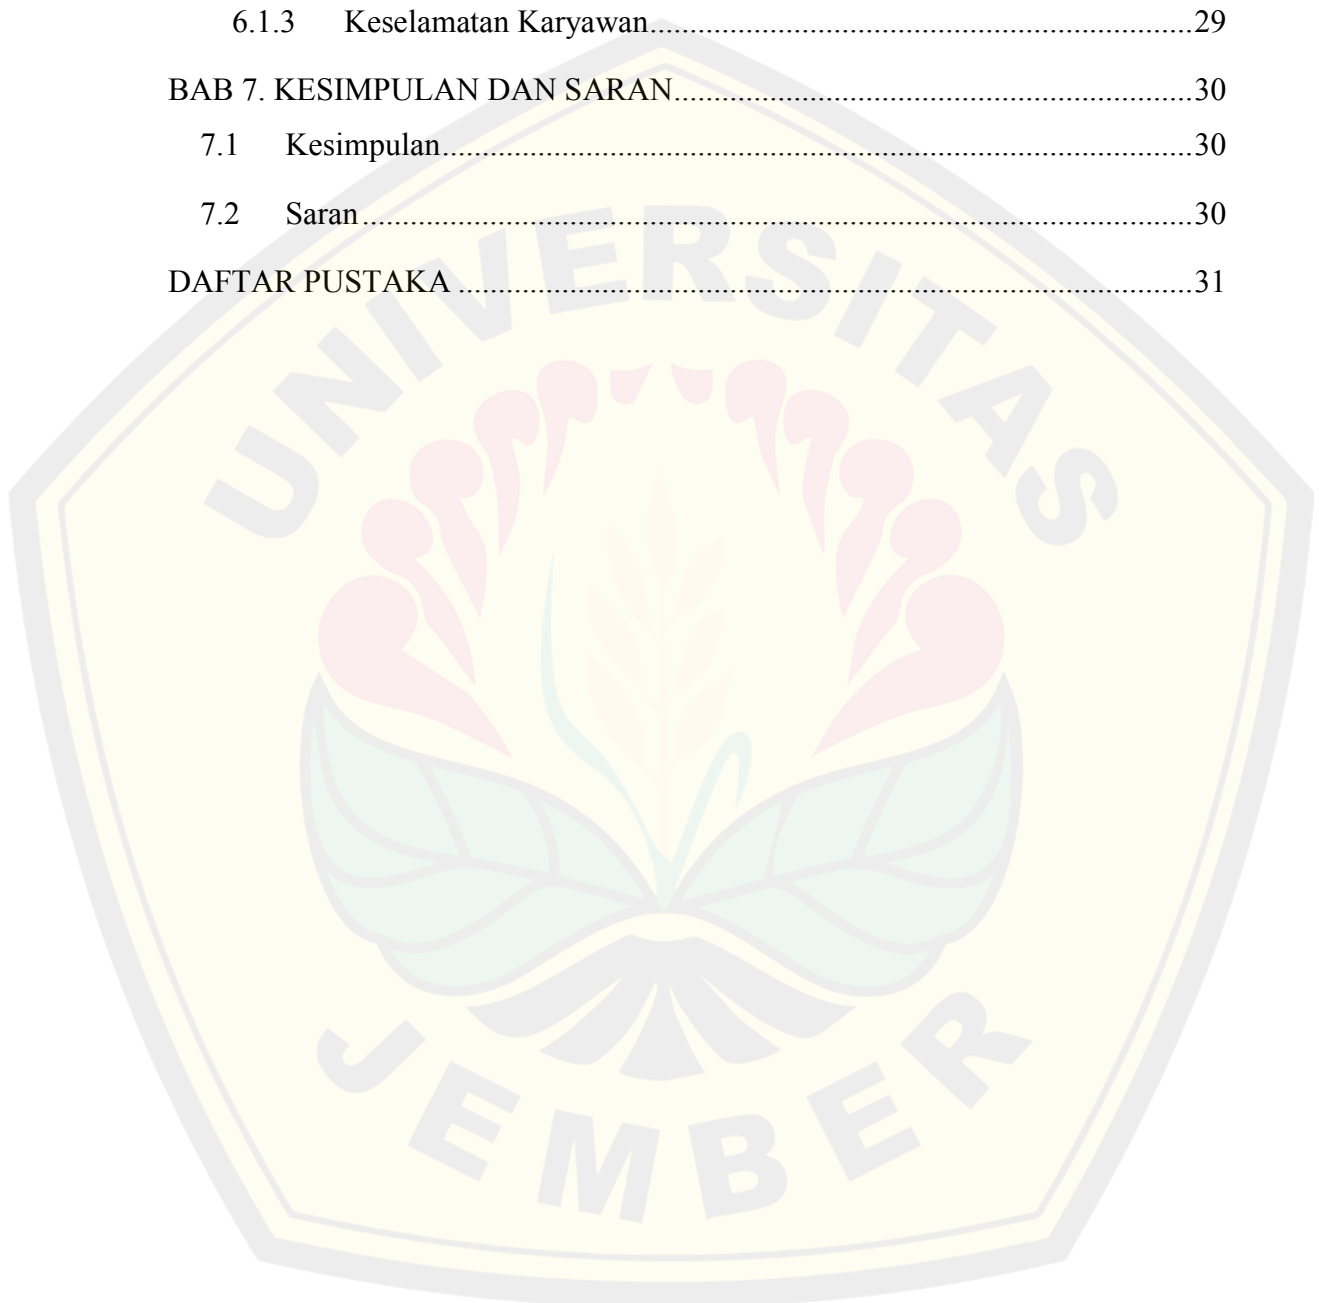 6.1.3 Keselamatan Karyawan....................29
BAB 7. KESIMPULAN DAN SARAN....................30
7.1 Kesimpulan....................30
7.2 Saran....................30
DAFTAR PUSTAKA....................31
UNIVERSITAS
JEMBER